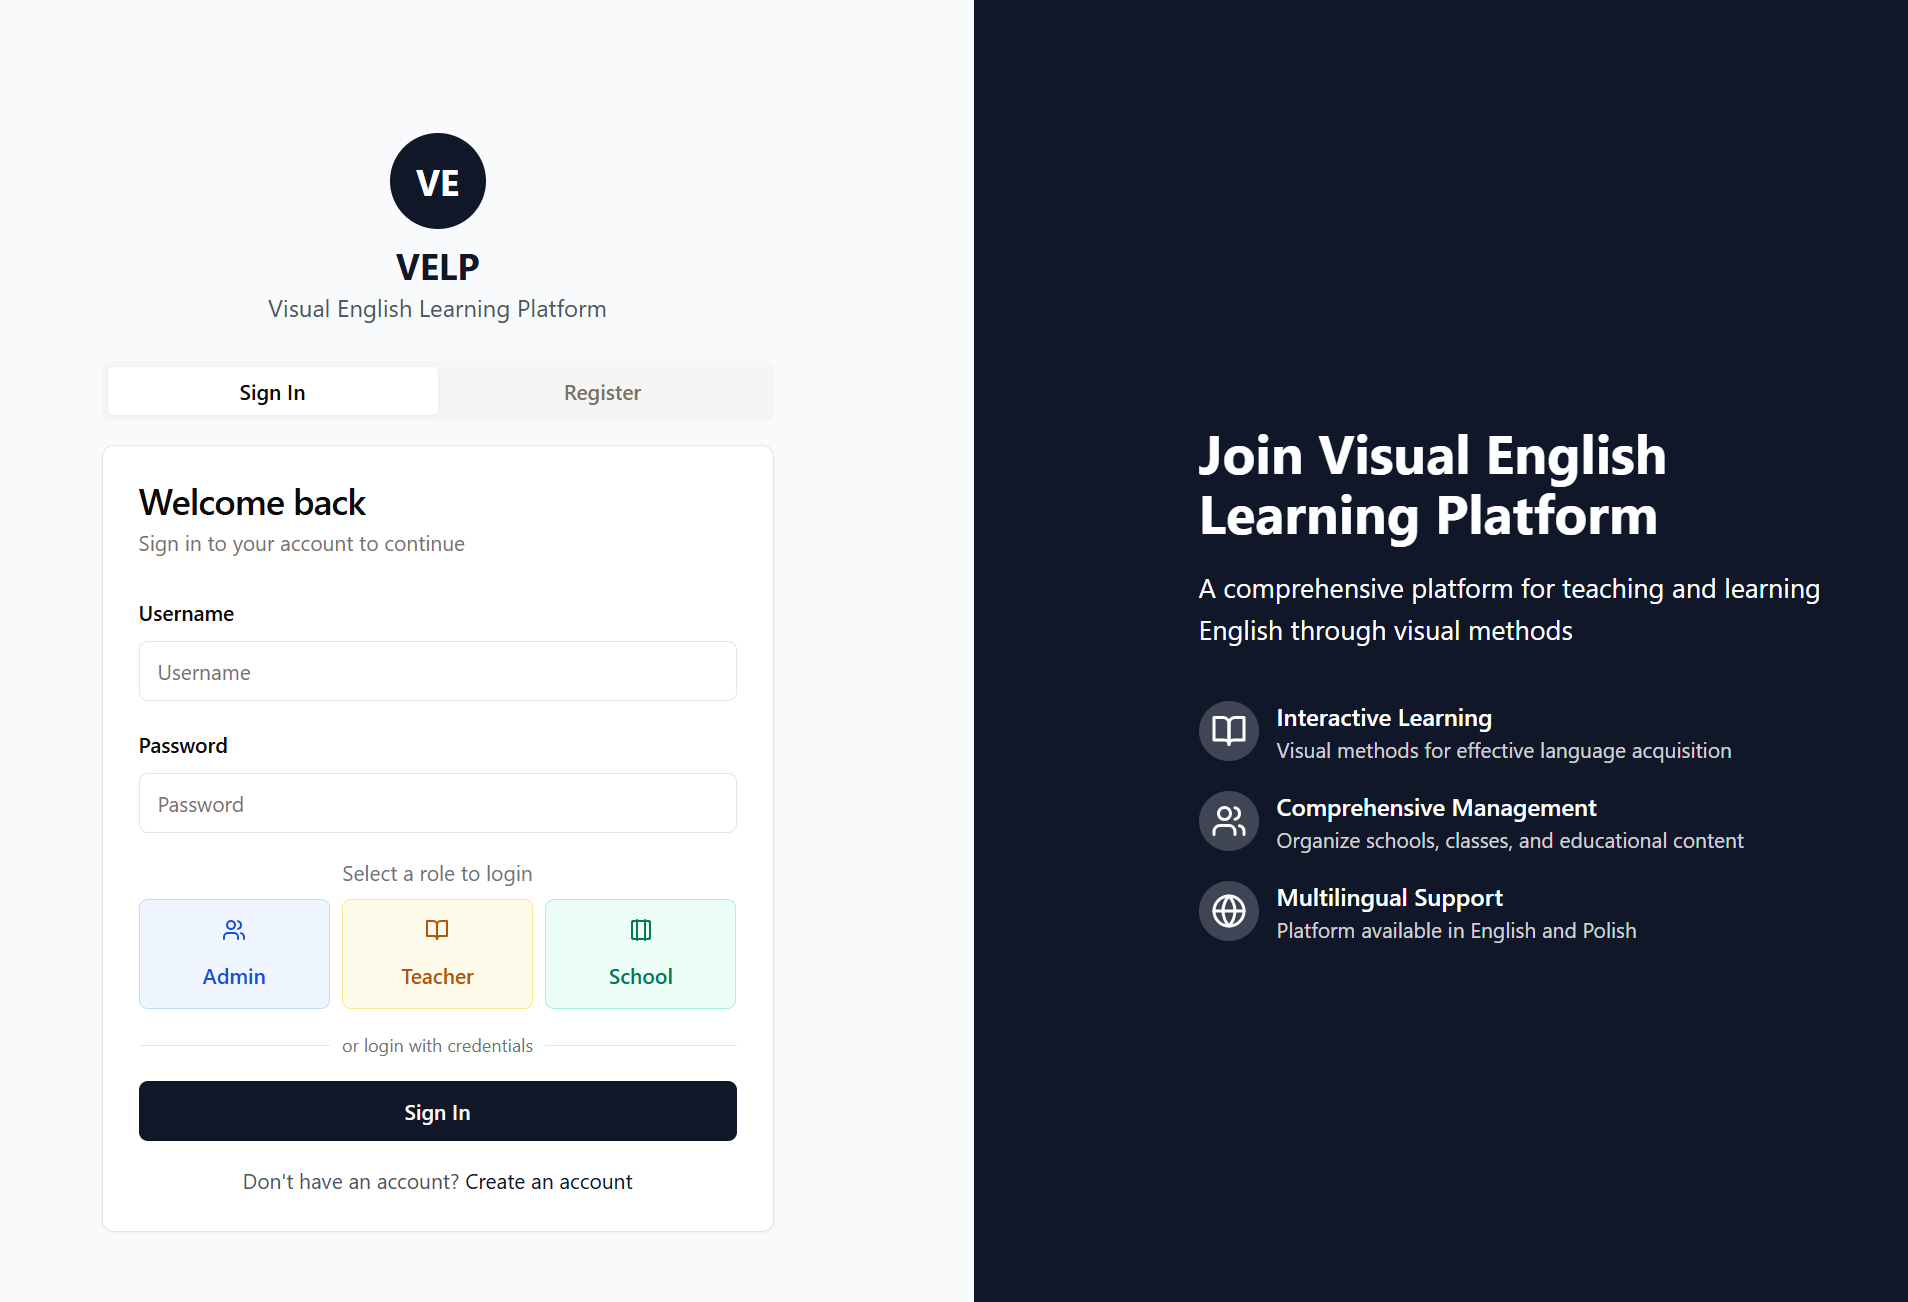 VE
VELP
Visual English Learning Platform
Sign In
Register
Welcome back
Sign in to your account to continue
Username
Username
Password
Password
Select a role to login
Admin
Teacher
School
or login with credentials
Sign In
Don't have an account? Create an account
Join Visual English
Learning Platform
A comprehensive platform for teaching and learning
English through visual methods
Interactive Learning
Visual methods for effective language acquisition
Comprehensive Management
Organize schools, classes, and educational content
Multilingual Support
Platform available in English and Polish